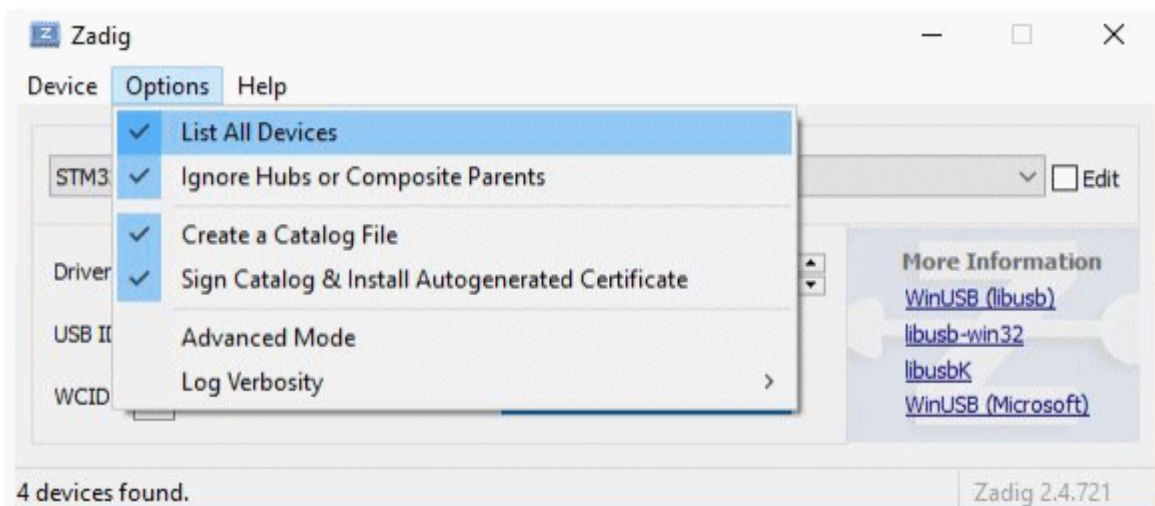 Zadig
Device Options Help
List All Devices
STM3 Ignore Hubs or Composite Parents Edit
Create a Catalog File
Driver Sign Catalog & Install Autogenerated Certificate
USB ID Advanced Mode
WCID Log Verbosity
More Information
WinUSB (libusb)
libusb-win32
libusbK
WinUSB (Microsoft)
4 devices found. Zadig 2.4.721